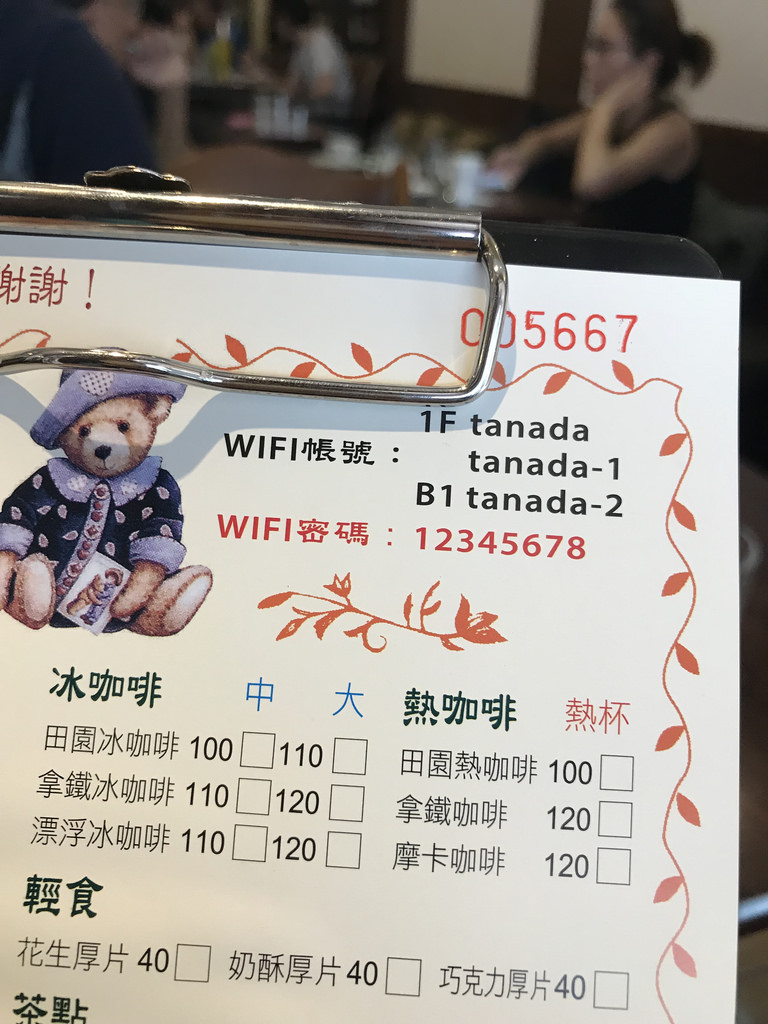 謝謝！
005667
1F tanada
WIFI帳號： tanada-1
B1 tanada-2
WIFI密碼：12345678
冰咖啡 中 大
田園冰咖啡 100 110
拿鐵冰咖啡 110 120
漂浮冰咖啡 110 120
熱咖啡 熱杯
田園熱咖啡 100
拿鐵咖啡 120
摩卡咖啡 120
輕食
花生厚片 40 奶酥厚片 40 巧克力厚片 40
茶點